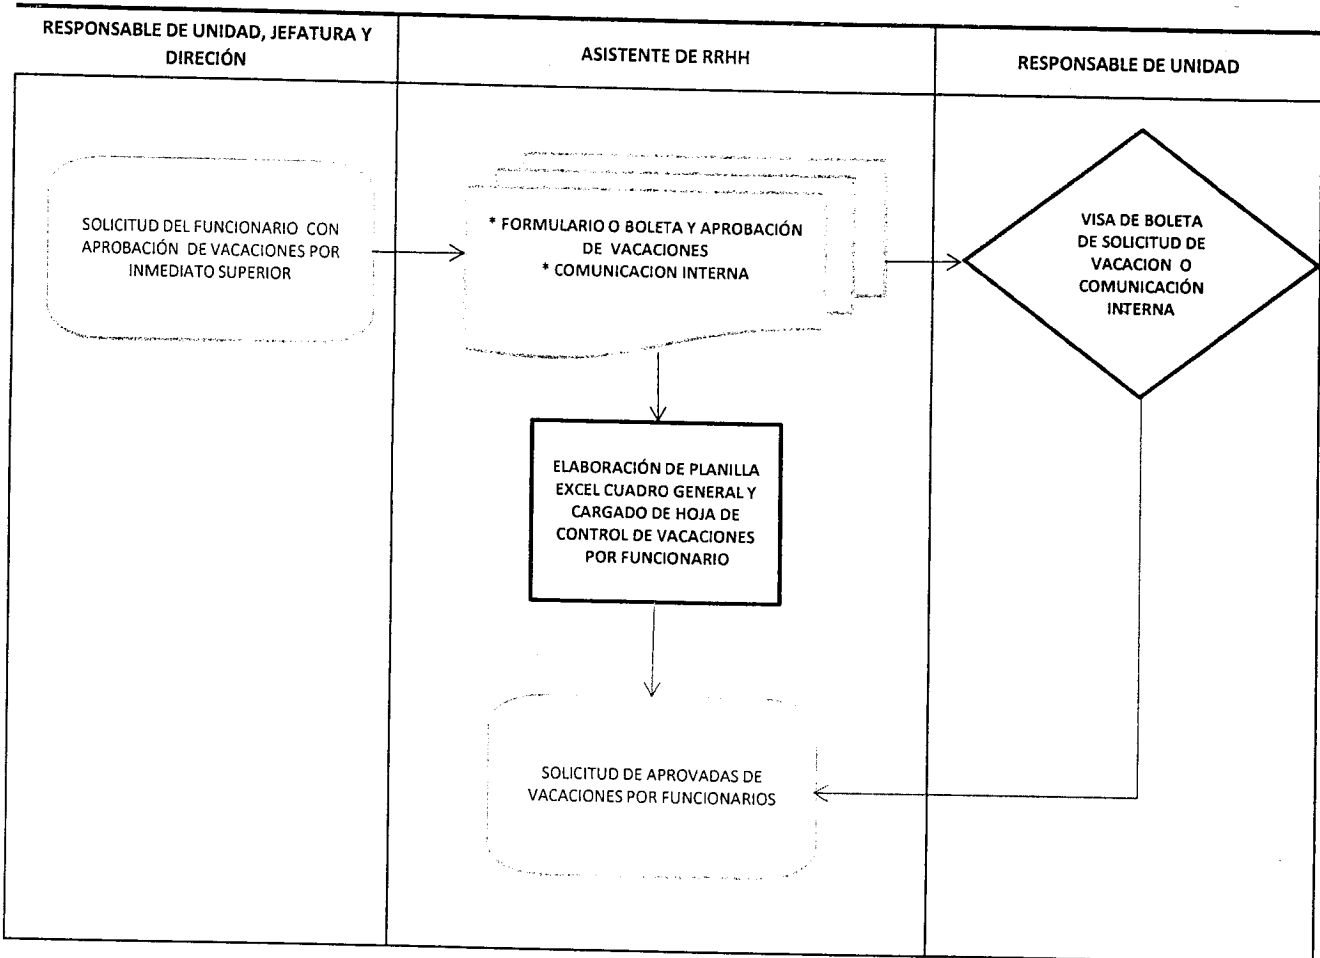 RESPONSABLE DE UNIDAD, JEFATURA Y
DIRECIÓN
ASISTENTE DE RRHH
RESPONSABLE DE UNIDAD
SOLICITUD DEL FUNCIONARIO CON
APROBACIÓN DE VACACIONES POR
INMEDIATO SUPERIOR
* FORMULARIO O BOLETA Y APROBACIÓN
DE VACACIONES
* COMUNICACION INTERNA
VISA DE BOLETA
DE SOLICITUD DE
VACACION O
COMUNICACIÓN
INTERNA
ELABORACIÓN DE PLANILLA
EXCEL CUADRO GENERAL Y
CARGADO DE HOJA DE
CONTROL DE VACACIONES
POR FUNCIONARIO
SOLICITUD DE APROVADAS DE
VACACIONES POR FUNCIONARIOS